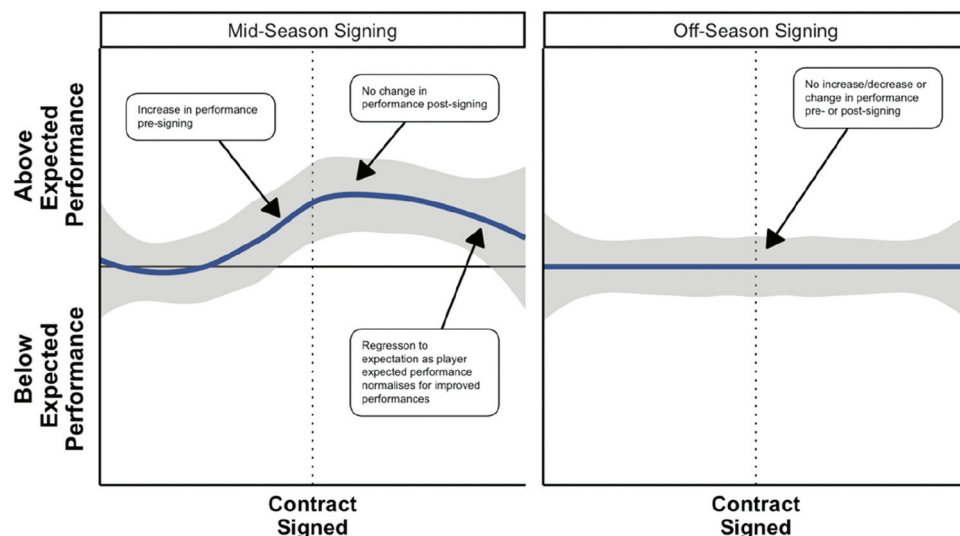 Mid-Season Signing
Off-Season Signing
Above
Expected
Performance
Below
Expected
Performance
Increase in performance
pre-signing
No change in
performance post-signing
Regresson to
expectation as player
expected performance
normalises for improved
performances
No increase/decrease or
change in performance
pre- or post-signing
Contract
Signed
Contract
Signed